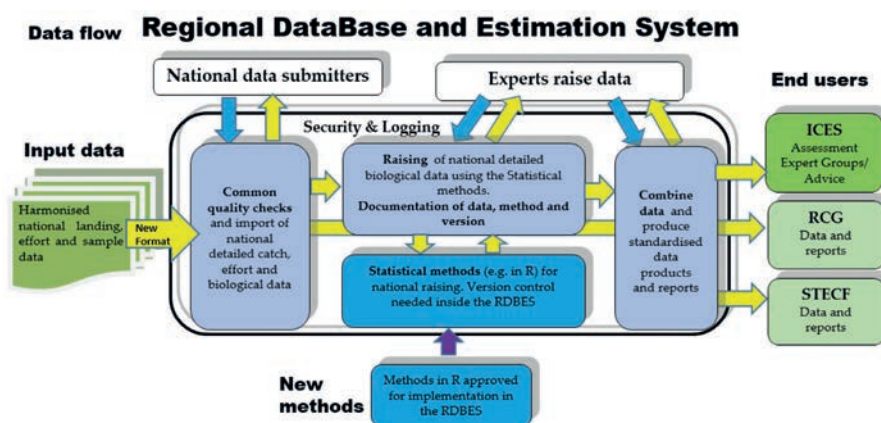 Data flow
Regional DataBase and Estimation System
National data submitters
Experts raise data
End users
Security & Logging
Input data
Harmonised
national landing,
effort and sample
data
New
Format
Common
quality checks
and import of
national
detailed catch,
effort and
biological data
Raising of national detailed
biological data using the Statistical
methods.
Documentation of data, method and
version
Statistical methods (e.g. in R) for
national raising. Version control
needed inside the RDBES
Combine
data and
produce
standardised
data
products
and reports
ICES
Assessment
Expert Groups/
Advice
RCG
Data and
reports
STECF
Data and
reports
New
methods
Methods in R approved
for implementation in
the RDBES